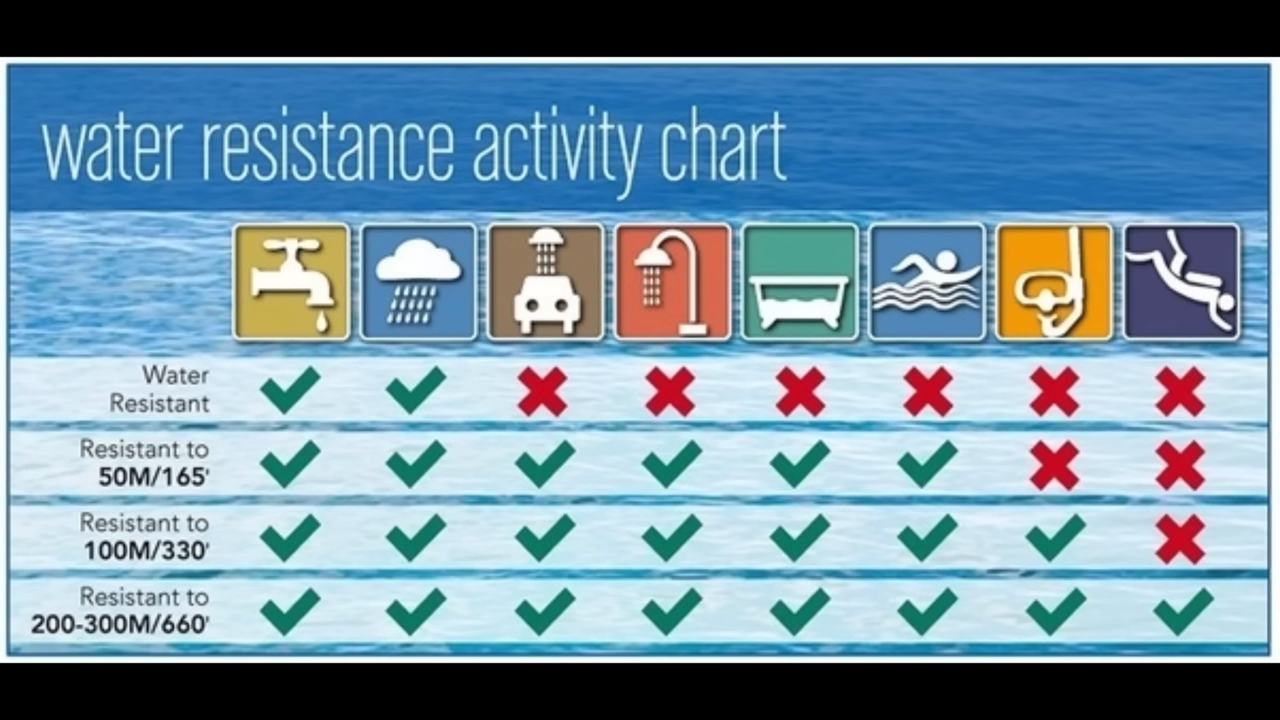 water resistance activity chart
Water
Resistant
Resistant to
50M/165'
Resistant to
100M/330'
Resistant to
200-300M/660'